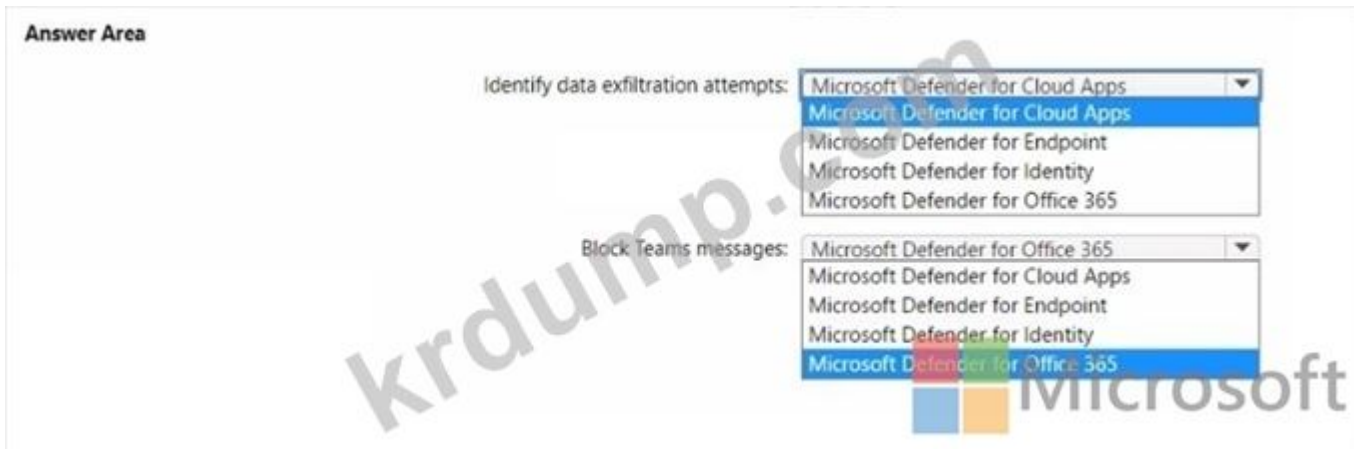 Answer Area
Identify data exfiltration attempts: Microsoft Defender for Cloud Apps
Microsoft Defender for Cloud Apps
Microsoft Defender for Endpoint
Microsoft Defender for Identity
Microsoft Defender for Office 365
Block Teams messages: Microsoft Defender for Office 365
Microsoft Defender for Cloud Apps
Microsoft Defender for Endpoint
Microsoft Defender for Identity
Microsoft Defender for Office 365
krdump.com
Microsoft